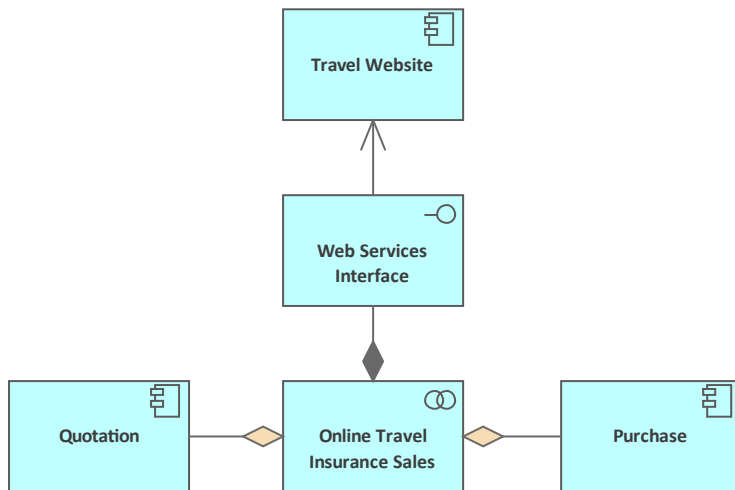 Travel Website
Web Services
Interface
Quotation
Online Travel
Insurance Sales
Purchase